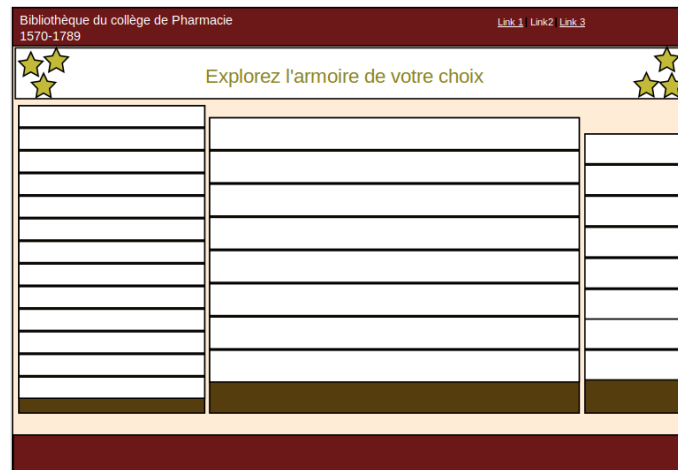 Bibliothèque du collège de Pharmacie
1570-1789
Link 1 Link2 Link 3
Explorez l'armoire de votre choix